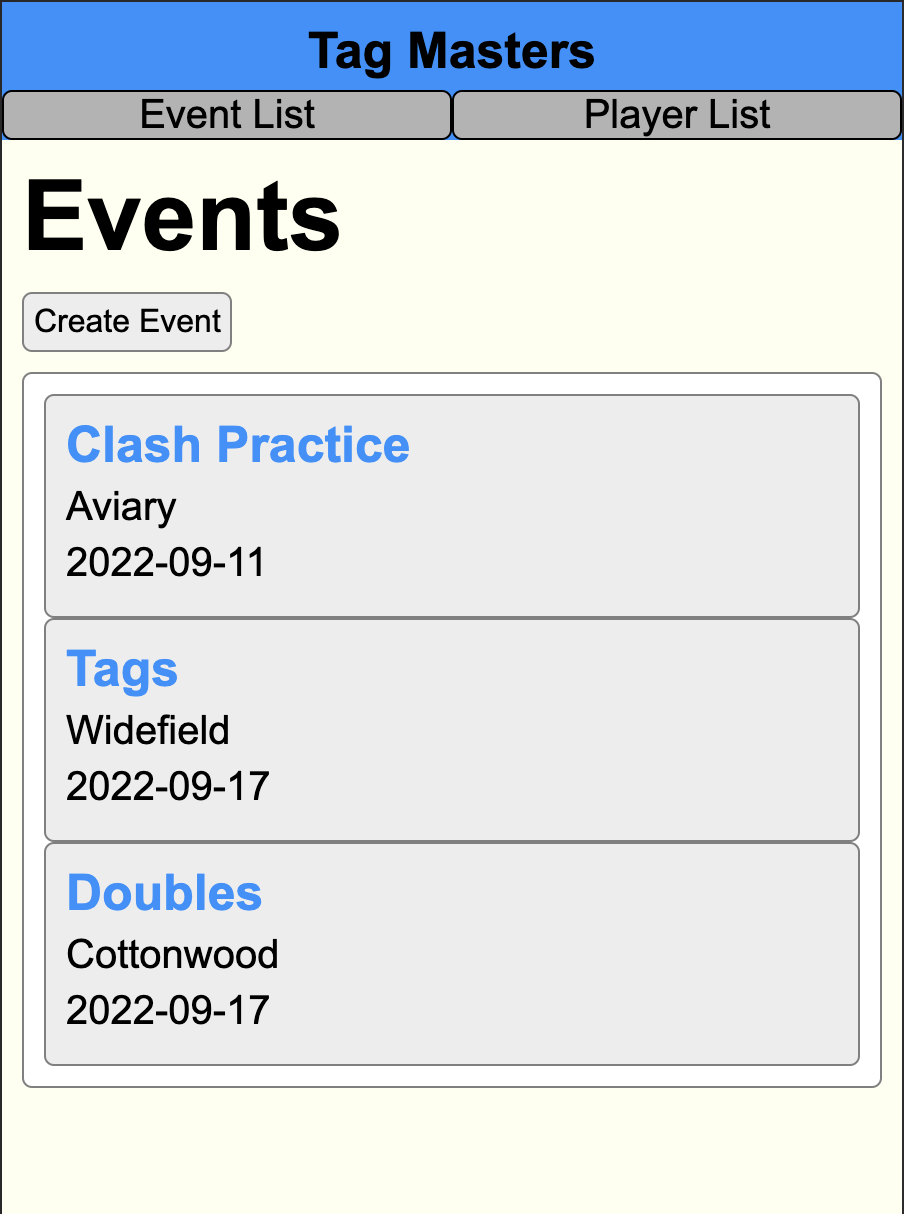 Tag Masters
Event List Player List
Events
Create Event
Clash Practice
Aviary
2022-09-11
Tags
Widefield
2022-09-17
Doubles
Cottonwood
2022-09-17